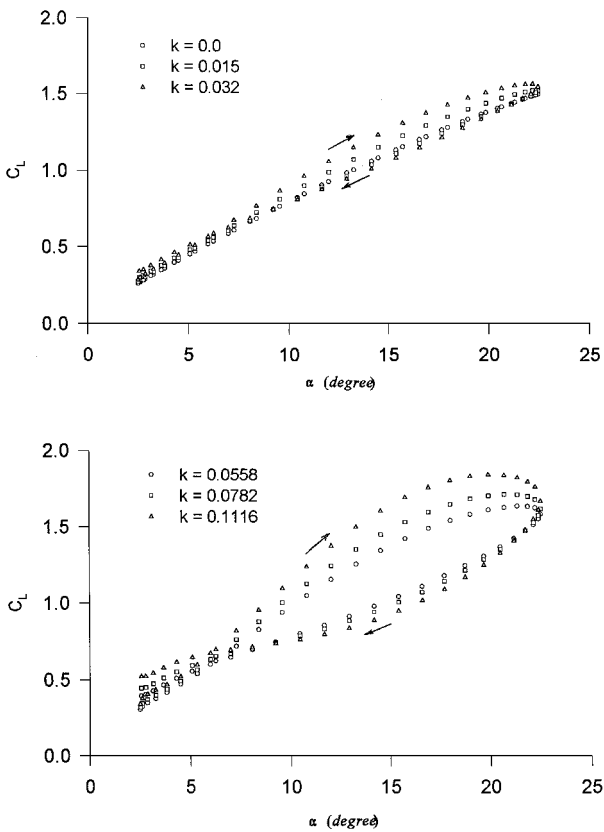 2.0
k = 0.0
k = 0.015
k = 0.032
1.5
1.0
0.5
0.0
C_L
0 5 10 15 20 25
α (degree)
2.0
k = 0.0558
k = 0.0782
k = 0.1116
1.5
1.0
0.5
0.0
C_L
0 5 10 15 20 25
α (degree)